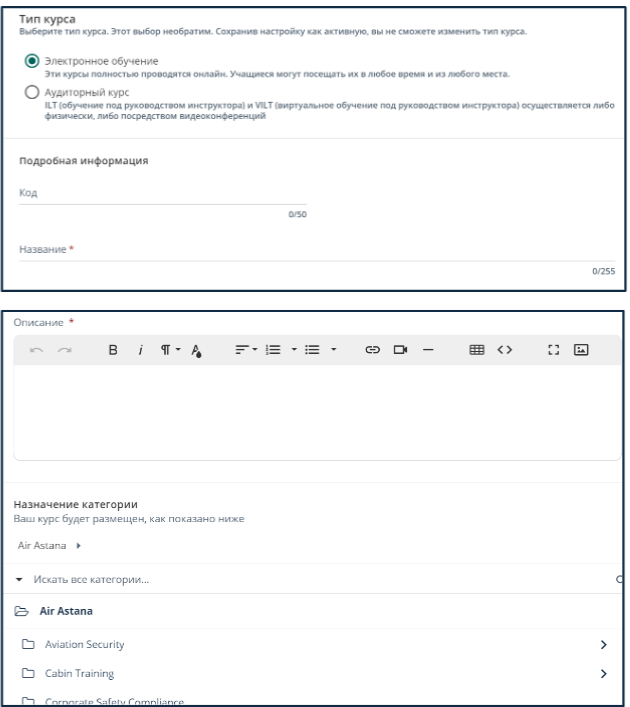 Тип курса
Выберите тип курса. Этот выбор необратим. Сохранив настройку как активную, вы не сможете изменить тип курса.
Электронное обучение
Эти курсы полностью проводятся онлайн. Учащиеся могут посещать их в любое время и из любого места.
Аудиторный курс
ILT (обучение под руководством инструктора) и VILT (виртуальное обучение под руководством инструктора) осуществляется либо
физически, либо посредством видеоконференций
Подробная информация
Код
0/50
Название *
0/255
Описание *
B i ¶ A
Назначение категории
Ваш курс будет размещен, как показано ниже
Air Astana
Искать все категории...
Air Astana
Aviation Security
Cabin Training
Corporate Safety Compliance